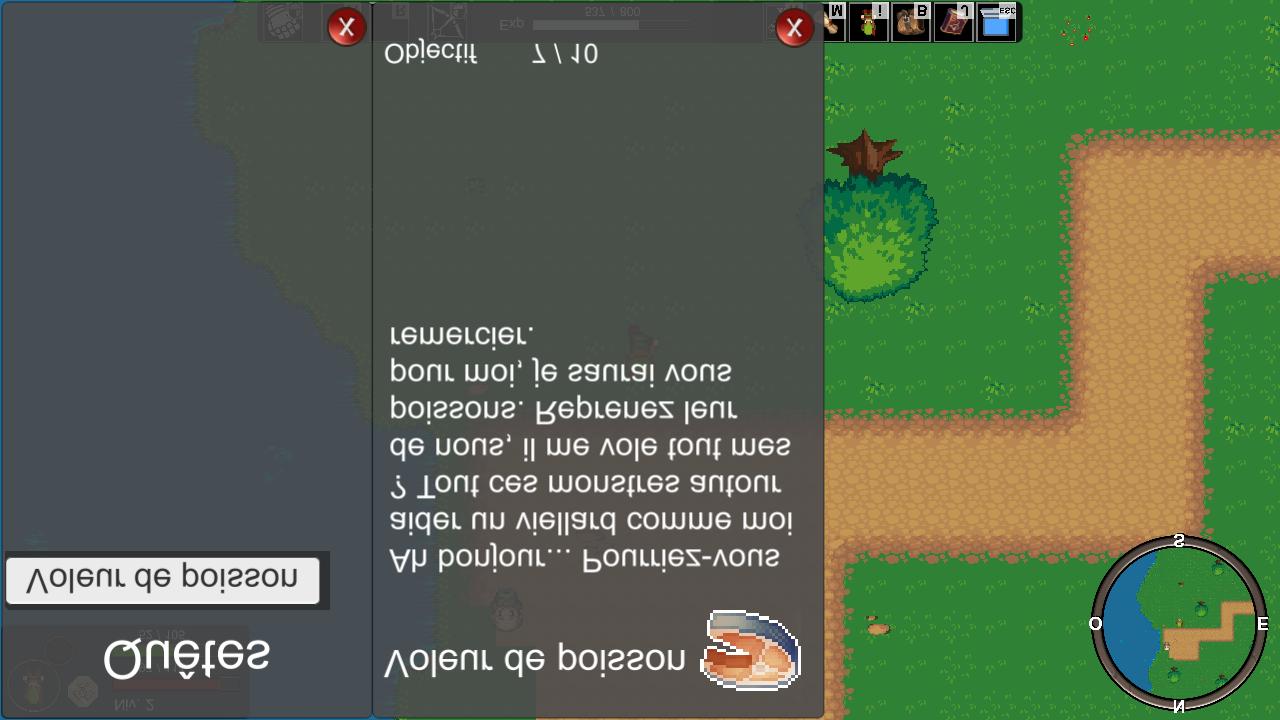 Niv. 2
Quêtes
Voleur de poisson
Voleur de poisson
Ah bonjour... Pourriez-vous
aider un viellard comme moi
? Tout ces monstres autour
de nous, il me vole tout mes
poissons. Reprenez leur
pour moi, je saurai vous
remercier.
Objectif 7 / 10
X
X
N
O
E
S
Exp 537 / 800
M I B J ESC